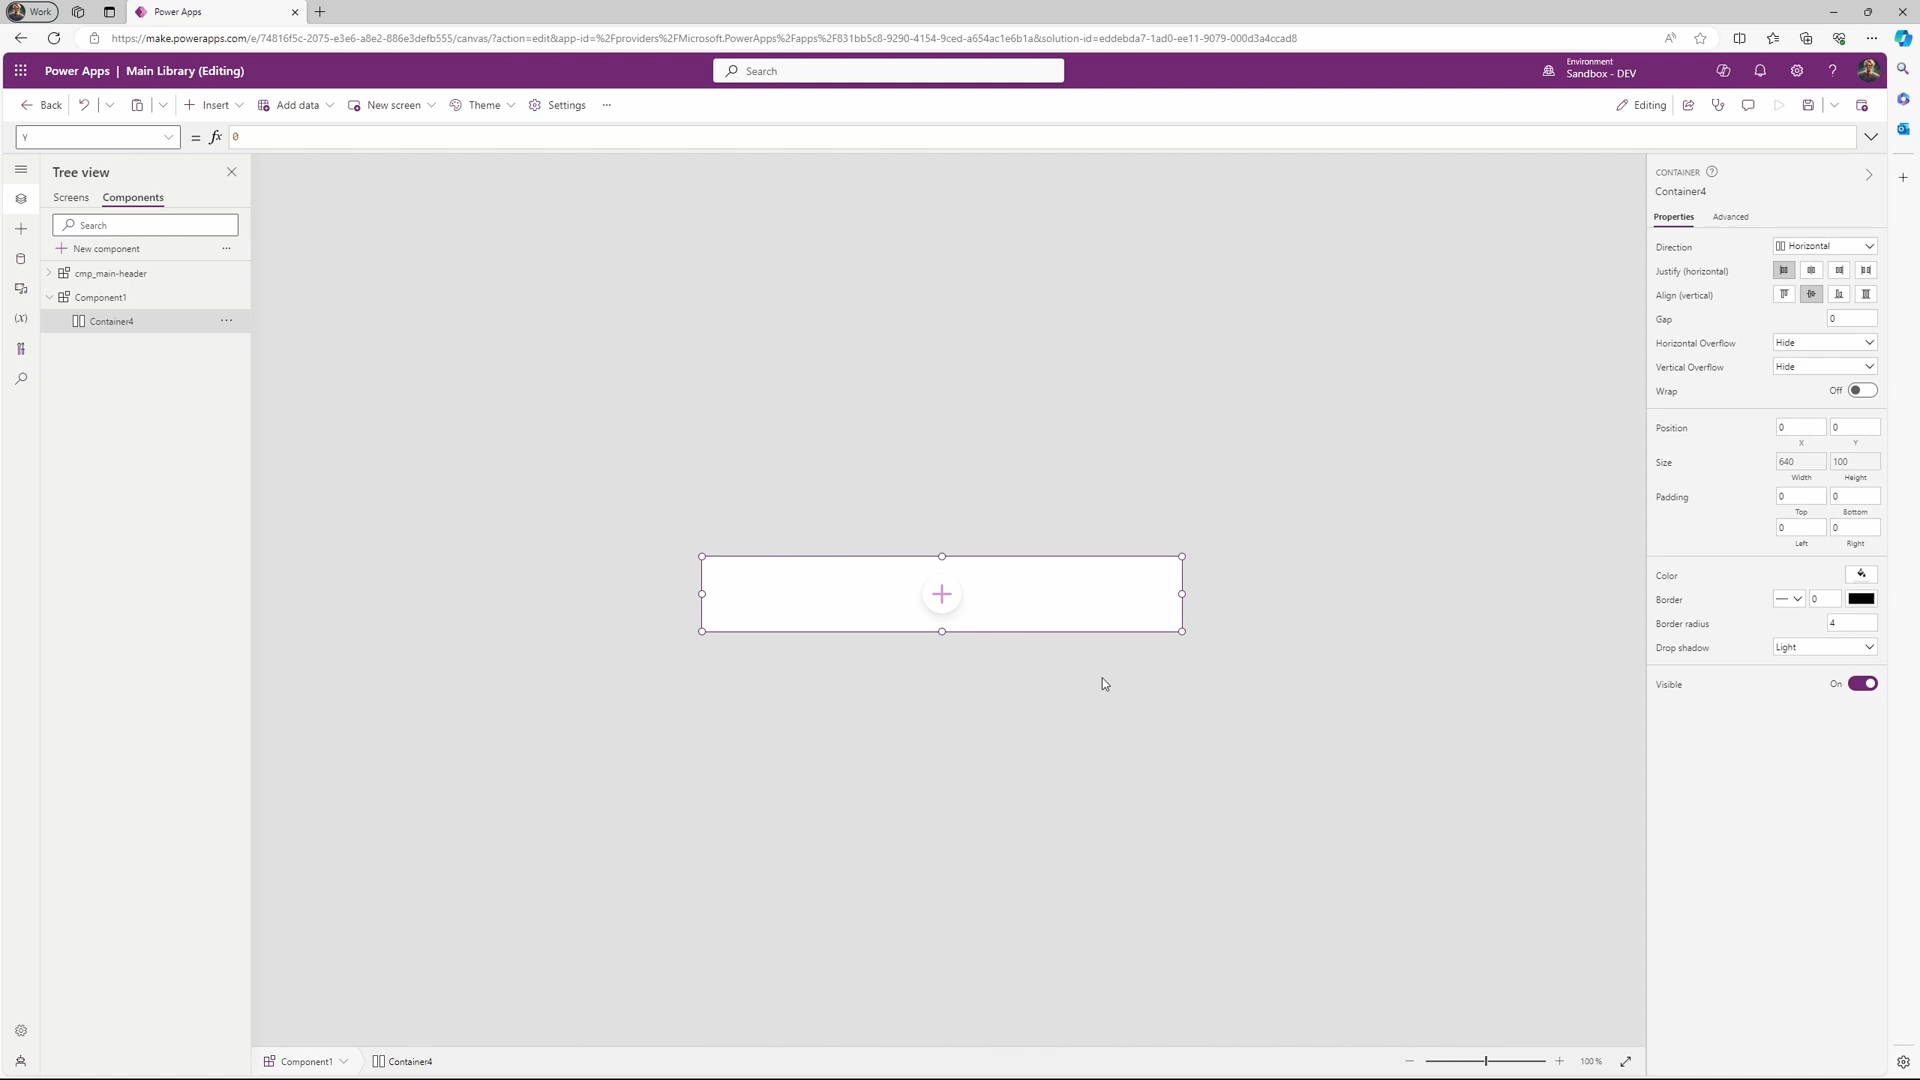 Work
Power Apps
https://make.powerapps.com/e/74816f5c-2075-e3e6-a8e2-886e3defb555/canvas/?action=edit&app-id=%2Fproviders%2FMicrosoft.PowerApps%2Fapps%2F831bb5c8-9290-4154-9ced-a654ac1e6b1a&solution-id=eddebda7-1ad0-ee11-9079-000d3a4ccad8
Power Apps | Main Library (Editing)
Search
Environment
Sandbox - DEV
Back
Insert
Add data
New screen
Theme
Settings
Editing
Y
= fx 0
Tree view
Screens
Components
Search
New component
cmp_main-header
Component1
Container4
CONTAINER
Container4
Properties
Advanced
Direction
Horizontal
Justify (horizontal)
Align (vertical)
Gap
0
Horizontal Overflow
Hide
Vertical Overflow
Hide
Wrap
Off
Position
0
0
X
Y
Size
640
100
Width
Height
Padding
0
0
Top
Bottom
0
0
Left
Right
Color
Border
0
Border radius
4
Drop shadow
Light
Visible
On
Component1
Container4
100 %